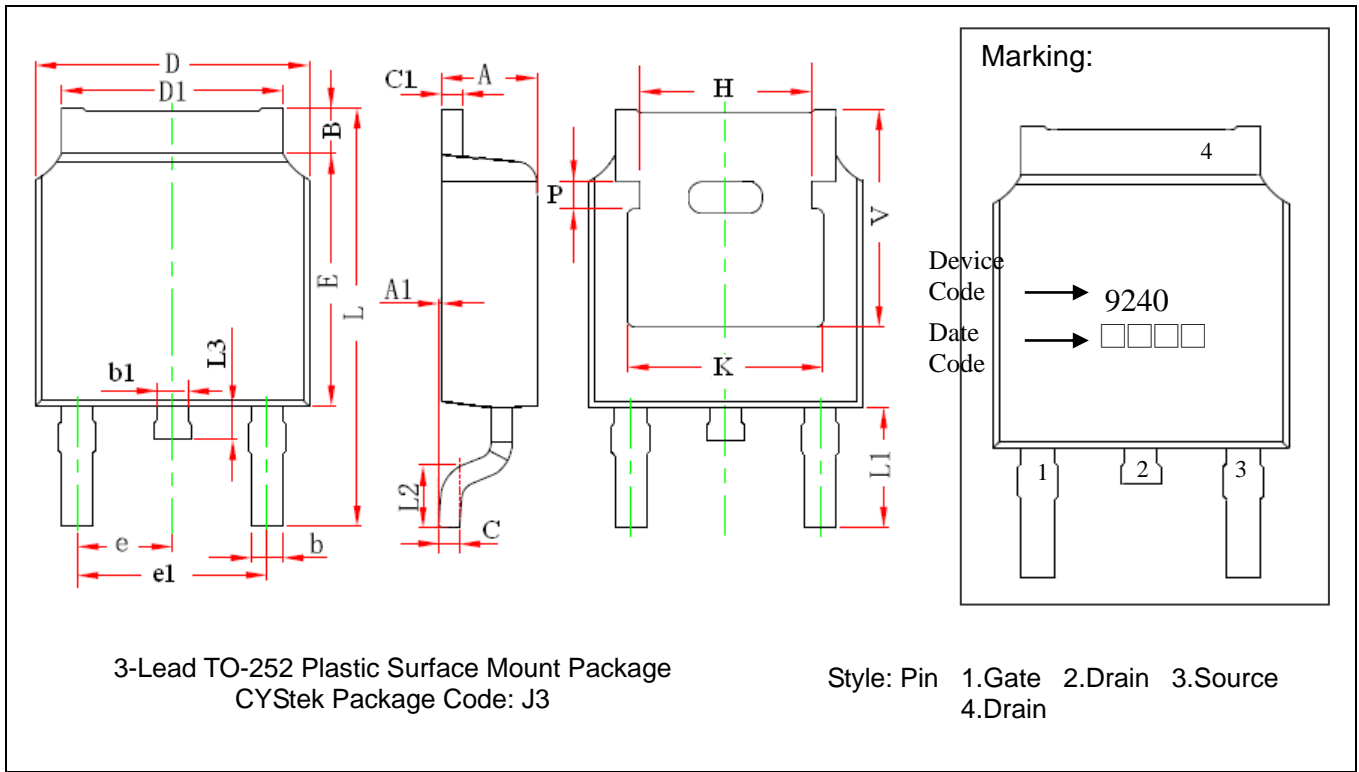 D
D1
B
E
L
L3
b1
e
e1
b
C1
A
A1
L2
C
H
P
V
K
L1
Marking:
4
Device
Code
9240
Date
Code
□□□□
1
2
3
3-Lead TO-252 Plastic Surface Mount Package
CYStek Package Code: J3
Style: Pin 1.Gate 2.Drain 3.Source
4.Drain